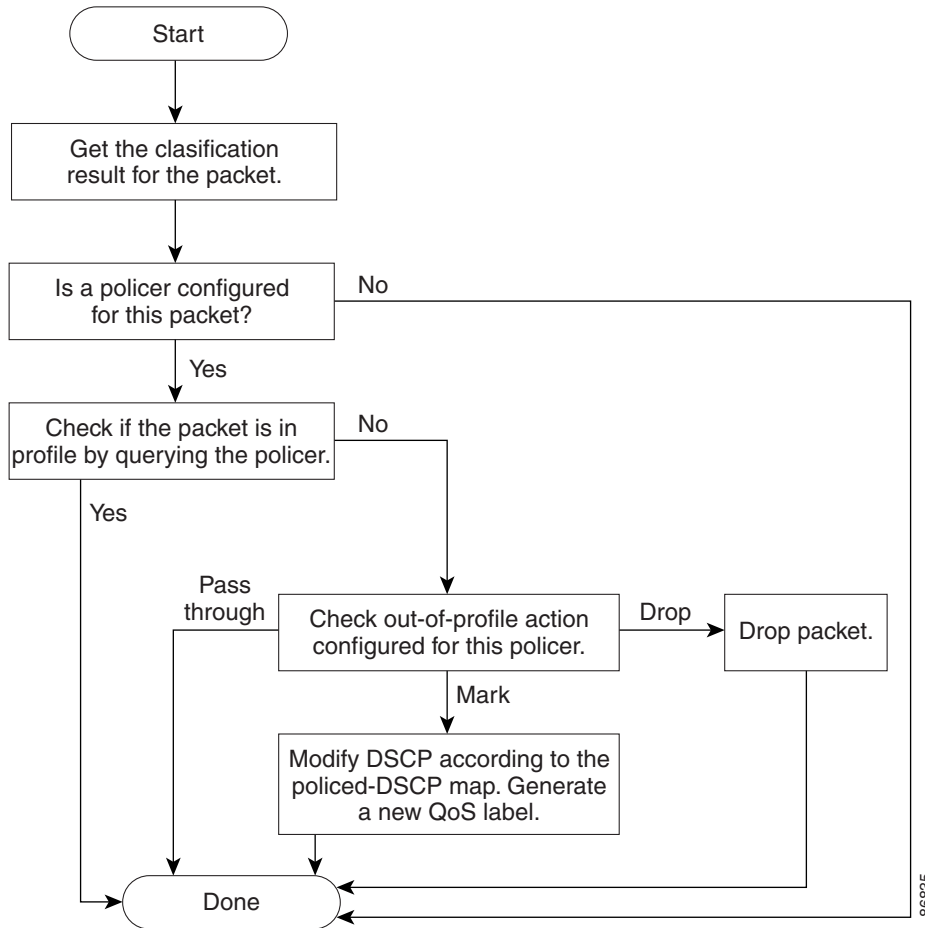 Start
Get the clasification
result for the packet.
Is a policer configured
for this packet?
No
Yes
Check if the packet is in
profile by querying the policer.
No
Yes
Pass
through
Check out-of-profile action
configured for this policer.
Drop
Drop packet.
Mark
Modify DSCP according to the
policed-DSCP map. Generate
a new QoS label.
Done
86835